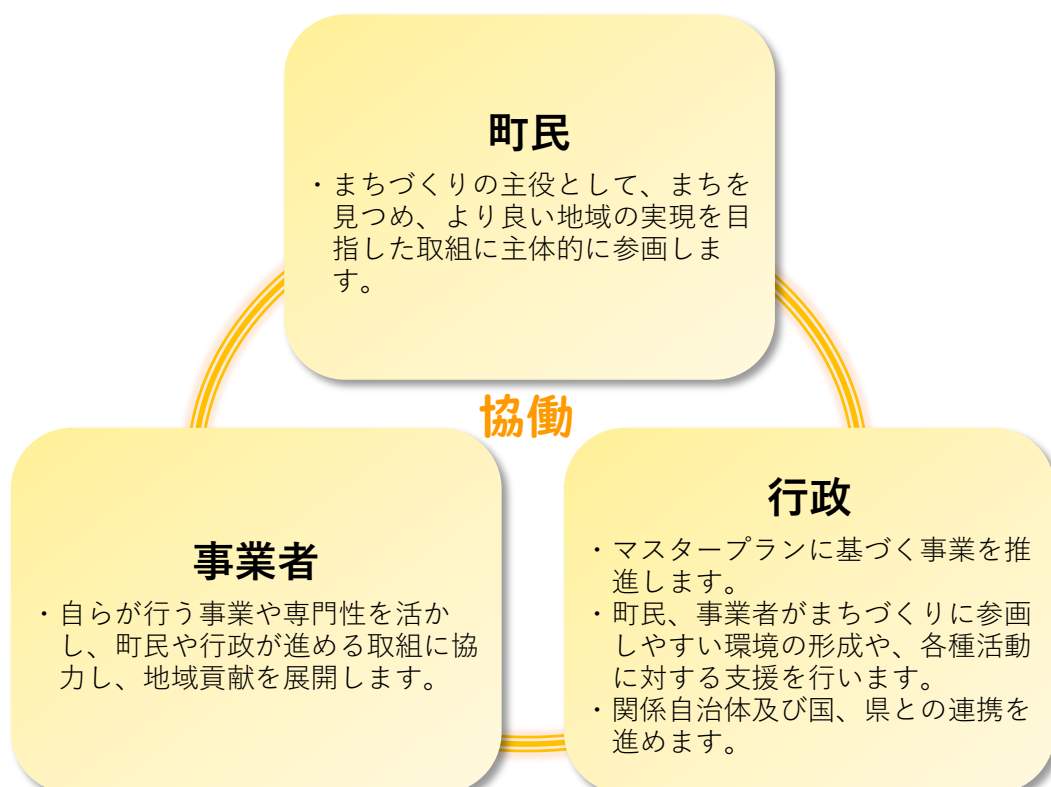 町民
・まちづくりの主役として、まちを
見つめ、より良い地域の実現を目
指した取組に主体的に参画しま
す。
協働
事業者
・自らが行う事業や専門性を活か
し、町民や行政が進める取組に協
力し、地域貢献を展開します。
行政
・マスタープランに基づく事業を推
進します。
・町民、事業者がまちづくりに参画
しやすい環境の形成や、各種活動
に対する支援を行います。
・関係自治体及び国、県との連携を
進めます。